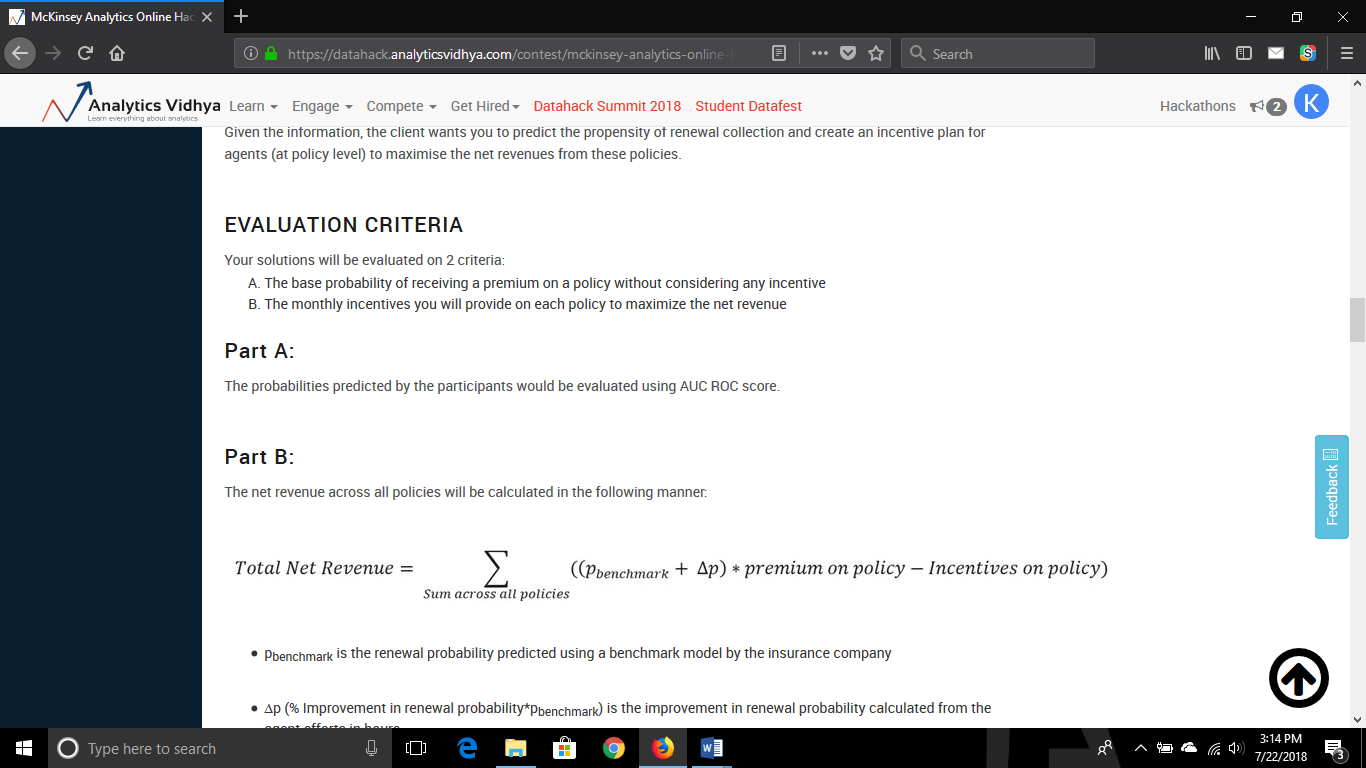 McKinsey Analytics Online Hac
https://datahack.analyticsvidhya.com/contest/mckinsey-analytics-online-
Search
Analytics Vidhya
Learn everything about analytics
Learn Engage Compete Get Hired Datahack Summit 2018 Student Datafest Hackathons 2 K
Given the information, the client wants you to predict the propensity of renewal collection and create an incentive plan for
agents (at policy level) to maximise the net revenues from these policies.
EVALUATION CRITERIA
Your solutions will be evaluated on 2 criteria:
A. The base probability of receiving a premium on a policy without considering any incentive
B. The monthly incentives you will provide on each policy to maximize the net revenue
Part A:
The probabilities predicted by the participants would be evaluated using AUC ROC score.
Part B:
Feedback
The net revenue across all policies will be calculated in the following manner:
Total Net Revenue = ∑ ((pbenchmark + Δp) ∗ premium on policy − Incentives on policy)
Sum across all policies
• pbenchmark is the renewal probability predicted using a benchmark model by the insurance company
• Δp (% Improvement in renewal probability*pbenchmark) is the improvement in renewal probability calculated from the
agent efforts in hours
Type here to search
3:14 PM
7/22/2018
3